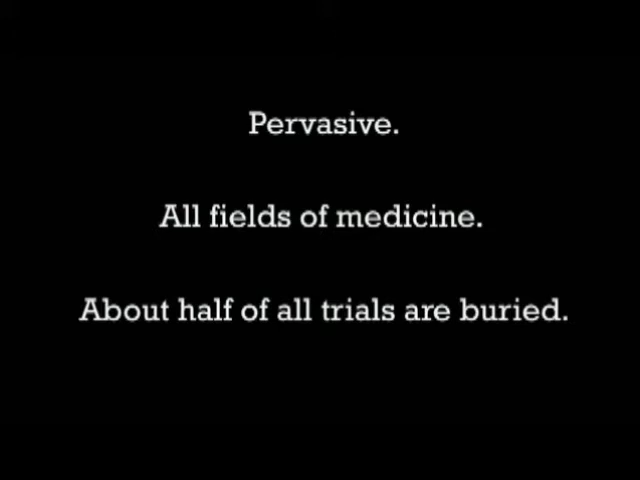 Pervasive.
All fields of medicine.
About half of all trials are buried.